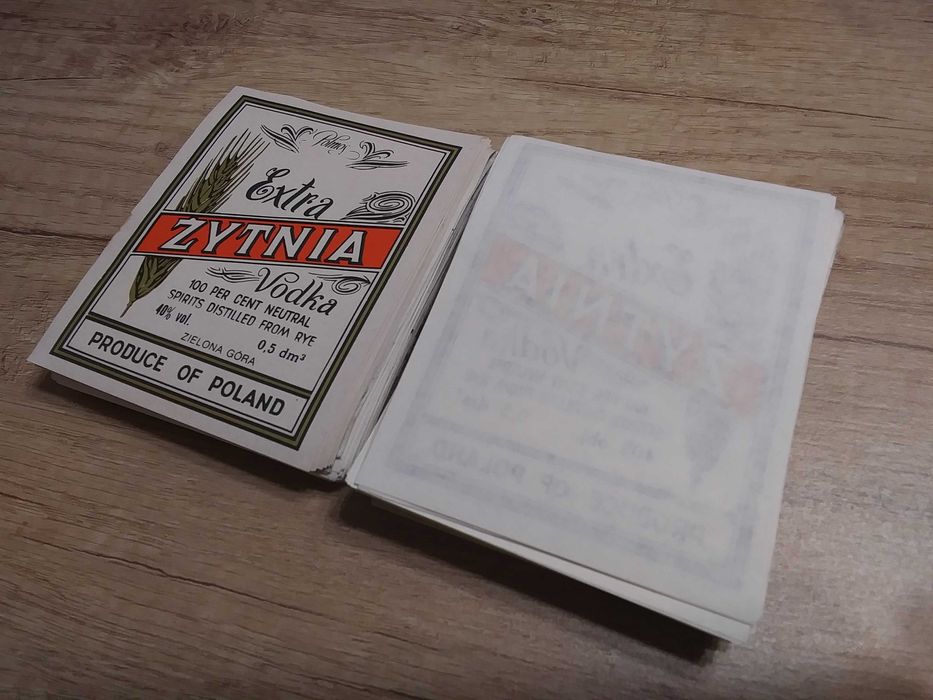 Polmos
Extra
ŻYTNIA
Vodka
100 PER CENT NEUTRAL
SPIRITS DISTILLED FROM RYE
40% vol.
0,5 dm³
ZIELONA GÓRA
PRODUCE OF POLAND
Extra